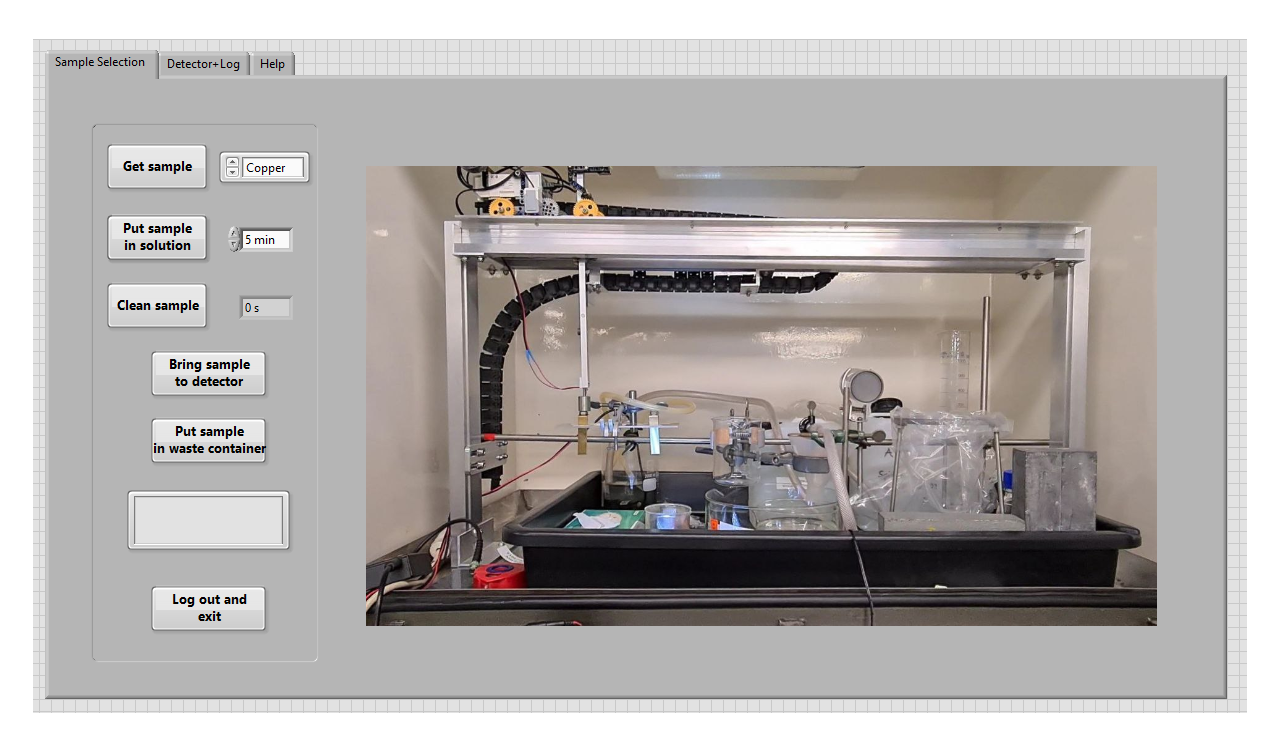 Sample Selection
Detector+Log
Help
Get sample
Copper
Put sample
in solution
5 min
Clean sample
0 s
Bring sample
to detector
Put sample
in waste container
Log out and
exit